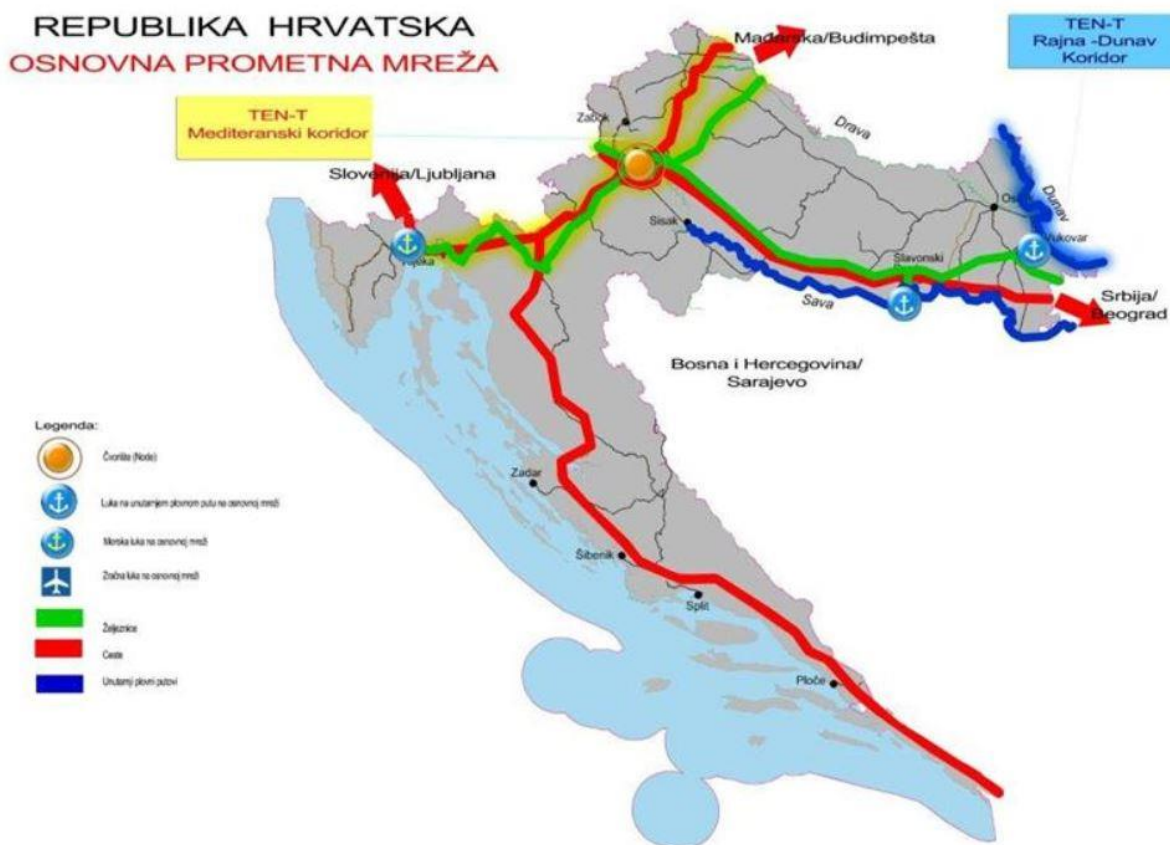 REPUBLIKA HRVATSKA
OSNOVNA PROMETNA MREŽA
TEN-T
Rajna -Dunav
Koridor
Mađarska/Budimpešta
TEN-T
Mediteranski koridor
Zabok
Drava
Slovenija/Ljubljana
Dunav
Sisak
Vukovar
Slavonski
Sava
Srbija/
Beograd
Bosna i Hercegovina/
Sarajevo
Legenda:
Čvorište (Node)
Luka na unutarnjem plovnom putu na osnovnoj mreži
Morska luka na osnovnoj mreži
Zračna luka na osnovnoj mreži
Željeznice
Ceste
Unutarnji plovni putovi
Zadar
Šibenik
Split
Ploče